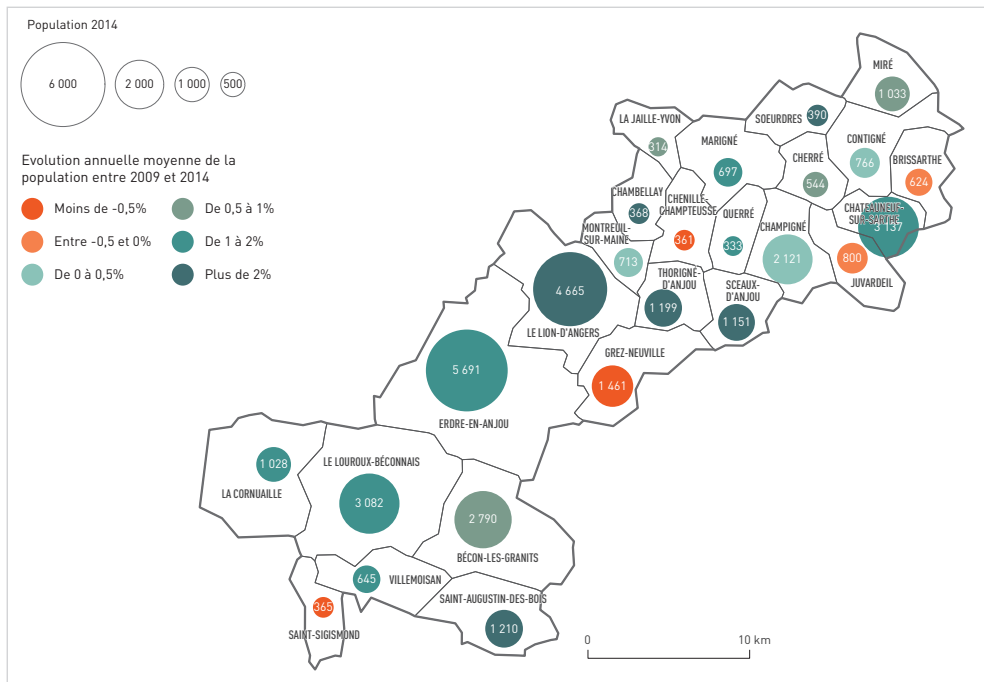 Population 2014
6 000
2 000
1 000
500
Evolution annuelle moyenne de la
population entre 2009 et 2014
Moins de -0,5%
Entre -0,5 et 0%
De 0 à 0,5%
De 0,5 à 1%
De 1 à 2%
Plus de 2%
MIRÉ
1 033
SOEURDRES
390
LA JAILLE-YVON
314
MARIGNÉ
697
CONTIGNÉ
766
CHERRÉ
544
BRISSARTHE
624
CHAMBELLAY
368
CHENILLE-
CHAMPTEUSSE
361
QUERRÉ
333
CHATEAUNEUF-
SUR-SARTHE
3 137
MONTREUIL-
SUR-MAINE
713
CHAMPIGNÉ
2 121
800
JUVARDEIL
THORIGNÉ-
D'ANJOU
1 199
SCEAUX-
D'ANJOU
1 151
4 665
LE LION-D'ANGERS
GREZ-NEUVILLE
1 461
5 691
ERDRE-EN-ANJOU
1 028
LA CORNUAILLE
LE LOUROUX-BÉCONNAIS
3 082
2 790
BÉCON-LES-GRANITS
645
VILLEMOISAN
365
SAINT-SIGISMOND
SAINT-AUGUSTIN-DES-BOIS
1 210
0
10 km